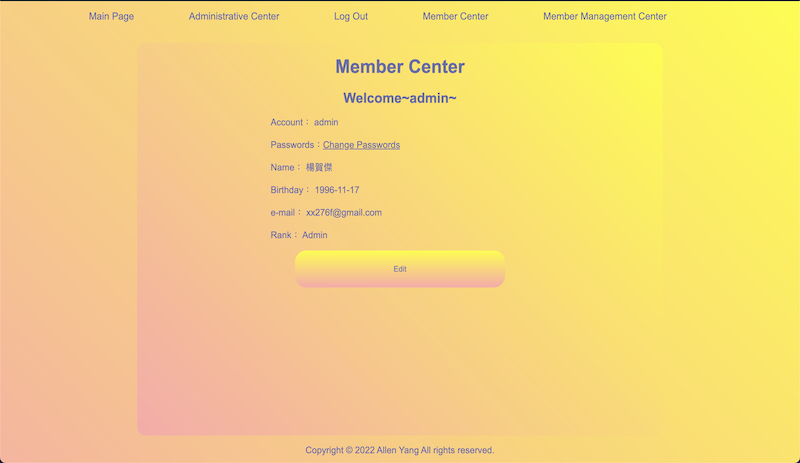 Main Page Administrative Center Log Out Member Center Member Management Center
Member Center
Welcome~admin~
Account： admin
Passwords：Change Passwords
Name： 楊賀傑
Birthday： 1996-11-17
e-mail： xx276f@gmail.com
Rank： Admin
Edit
Copyright © 2022 Allen Yang All rights reserved.